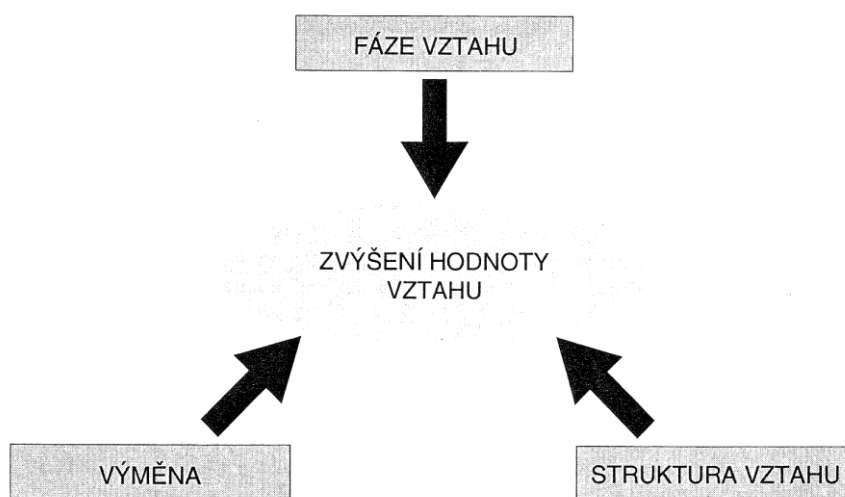 FÁZE VZTAHU
ZVÝŠENÍ HODNOTY
VZTAHU
VÝMĚNA
STRUKTURA VZTAHU